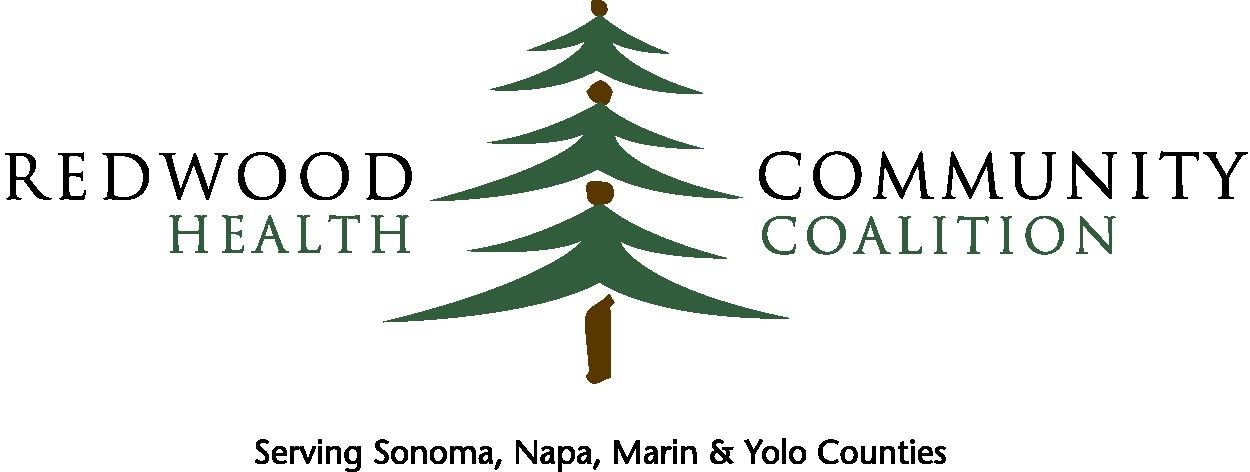 REDWOOD COMMUNITY
HEALTH COALITION
Serving Sonoma, Napa, Marin & Yolo Counties